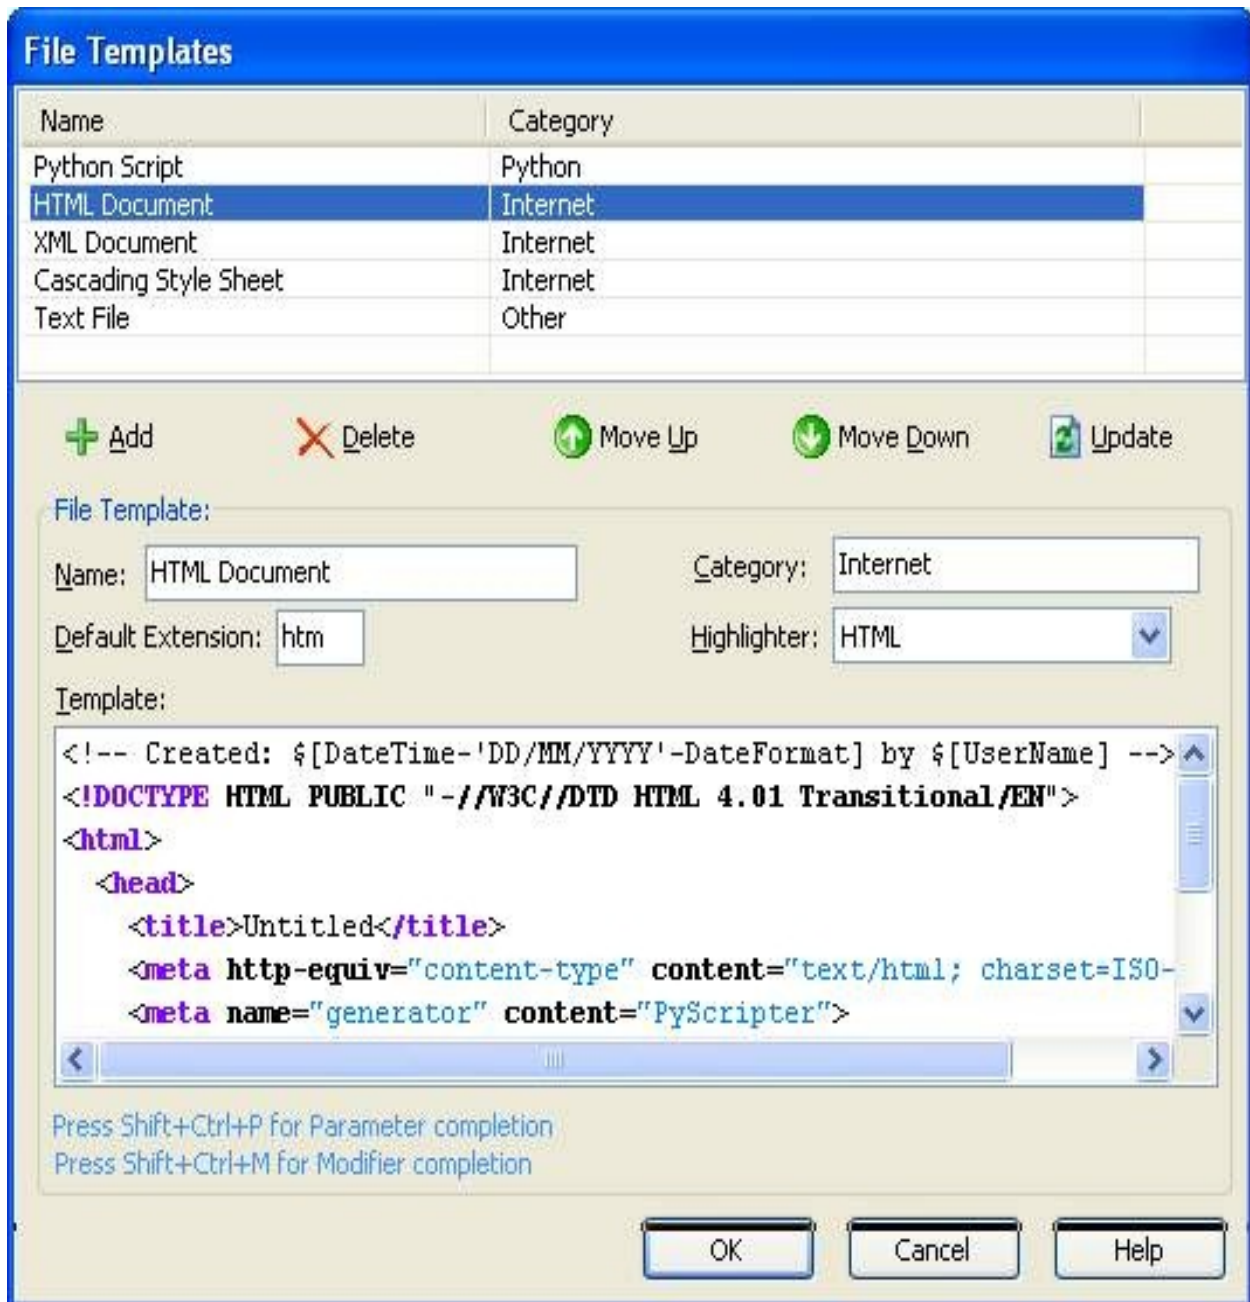 File Templates
Name Category
Python Script Python
HTML Document Internet
XML Document Internet
Cascading Style Sheet Internet
Text File Other
Add Delete Move Up Move Down Update
File Template:
Name: HTML Document Category: Internet
Default Extension: htm Highlighter: HTML
Template:
<!-- Created: $[DateTime-'DD/MM/YYYY'-DateFormat] by $[UserName] -->
<!DOCTYPE HTML PUBLIC "-//W3C//DTD HTML 4.01 Transitional/EN">
<html>
<head>
<title>Untitled</title>
<meta http-equiv="content-type" content="text/html; charset=ISO-
<meta name="generator" content="PyScripter">
Press Shift+Ctrl+P for Parameter completion
Press Shift+Ctrl+M for Modifier completion
OK Cancel Help